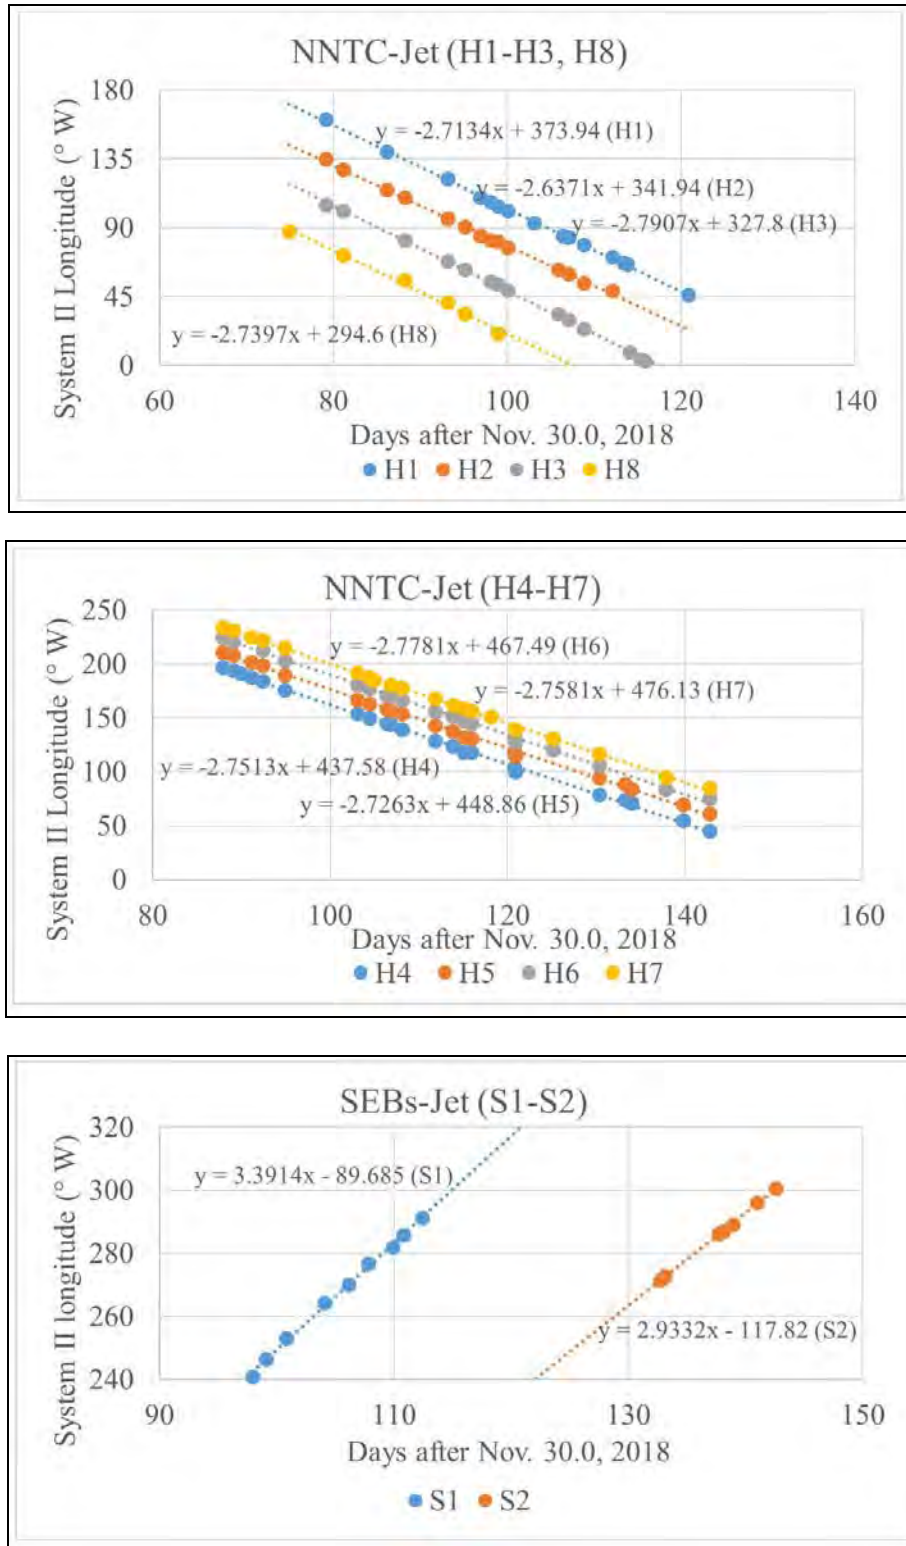 NNTC-Jet (H1-H3, H8)
System II Longitude (° W)
180
135
90
45
0
y = -2.7134x + 373.94 (H1)
y = -2.6371x + 341.94 (H2)
y = -2.7907x + 327.8 (H3)
y = -2.7397x + 294.6 (H8)
60 80 100 120 140
Days after Nov. 30.0, 2018
H1 H2 H3 H8
NNTC-Jet (H4-H7)
System II Longitude (° W)
250
200
150
100
50
0
y = -2.7781x + 467.49 (H6)
y = -2.7581x + 476.13 (H7)
y = -2.7513x + 437.58 (H4)
y = -2.7263x + 448.86 (H5)
80 100 120 140 160
Days after Nov. 30.0, 2018
H4 H5 H6 H7
SEBs-Jet (S1-S2)
System II longitude (° W)
320
300
280
260
240
y = 3.3914x - 89.685 (S1)
y = 2.9332x - 117.82 (S2)
90 110 130 150
Days after Nov. 30.0, 2018
S1 S2